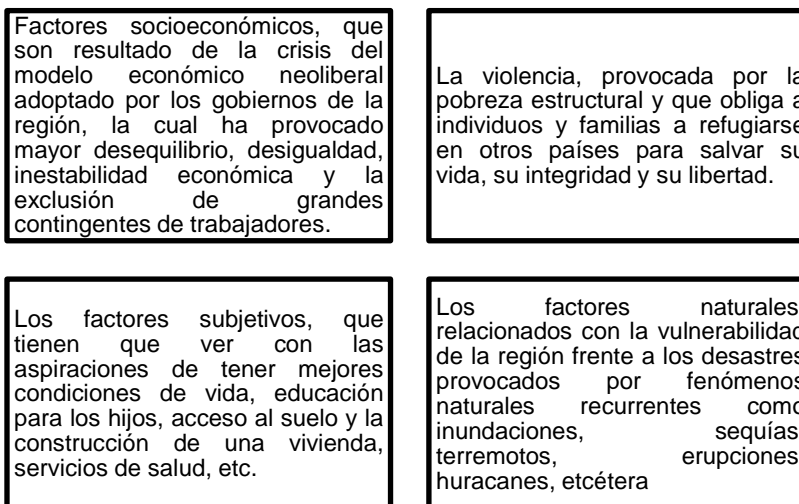 Factores socioeconómicos, que
son resultado de la crisis del
modelo económico neoliberal
adoptado por los gobiernos de la
región, la cual ha provocado
mayor desequilibrio, desigualdad,
inestabilidad económica y la
exclusión de grandes
contingentes de trabajadores.
La violencia, provocada por la
pobreza estructural y que obliga a
individuos y familias a refugiarse
en otros países para salvar su
vida, su integridad y su libertad.
Los factores subjetivos, que
tienen que ver con las
aspiraciones de tener mejores
condiciones de vida, educación
para los hijos, acceso al suelo y la
construcción de una vivienda,
servicios de salud, etc.
Los factores naturales
relacionados con la vulnerabilidad
de la región frente a los desastres
provocados por fenómenos
naturales recurrentes como
inundaciones, sequías
terremotos, erupciones
huracanes, etcétera